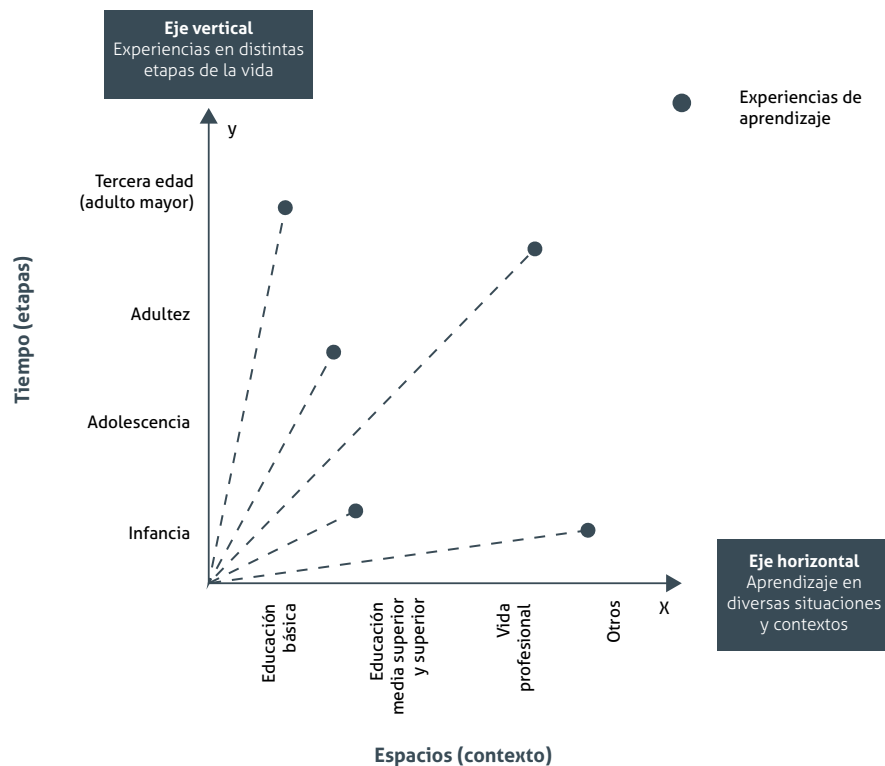 Eje vertical
Experiencias en distintas
etapas de la vida
Experiencias de
aprendizaje
y
Tercera edad
(adulto mayor)
Adultez
Adolescencia
Infancia
Tiempo (etapas)
Eje horizontal
Aprendizaje en
diversas situaciones
y contextos
X
Educación
básica
Educación
media superior
y superior
Vida
profesional
Otros
Espacios (contexto)